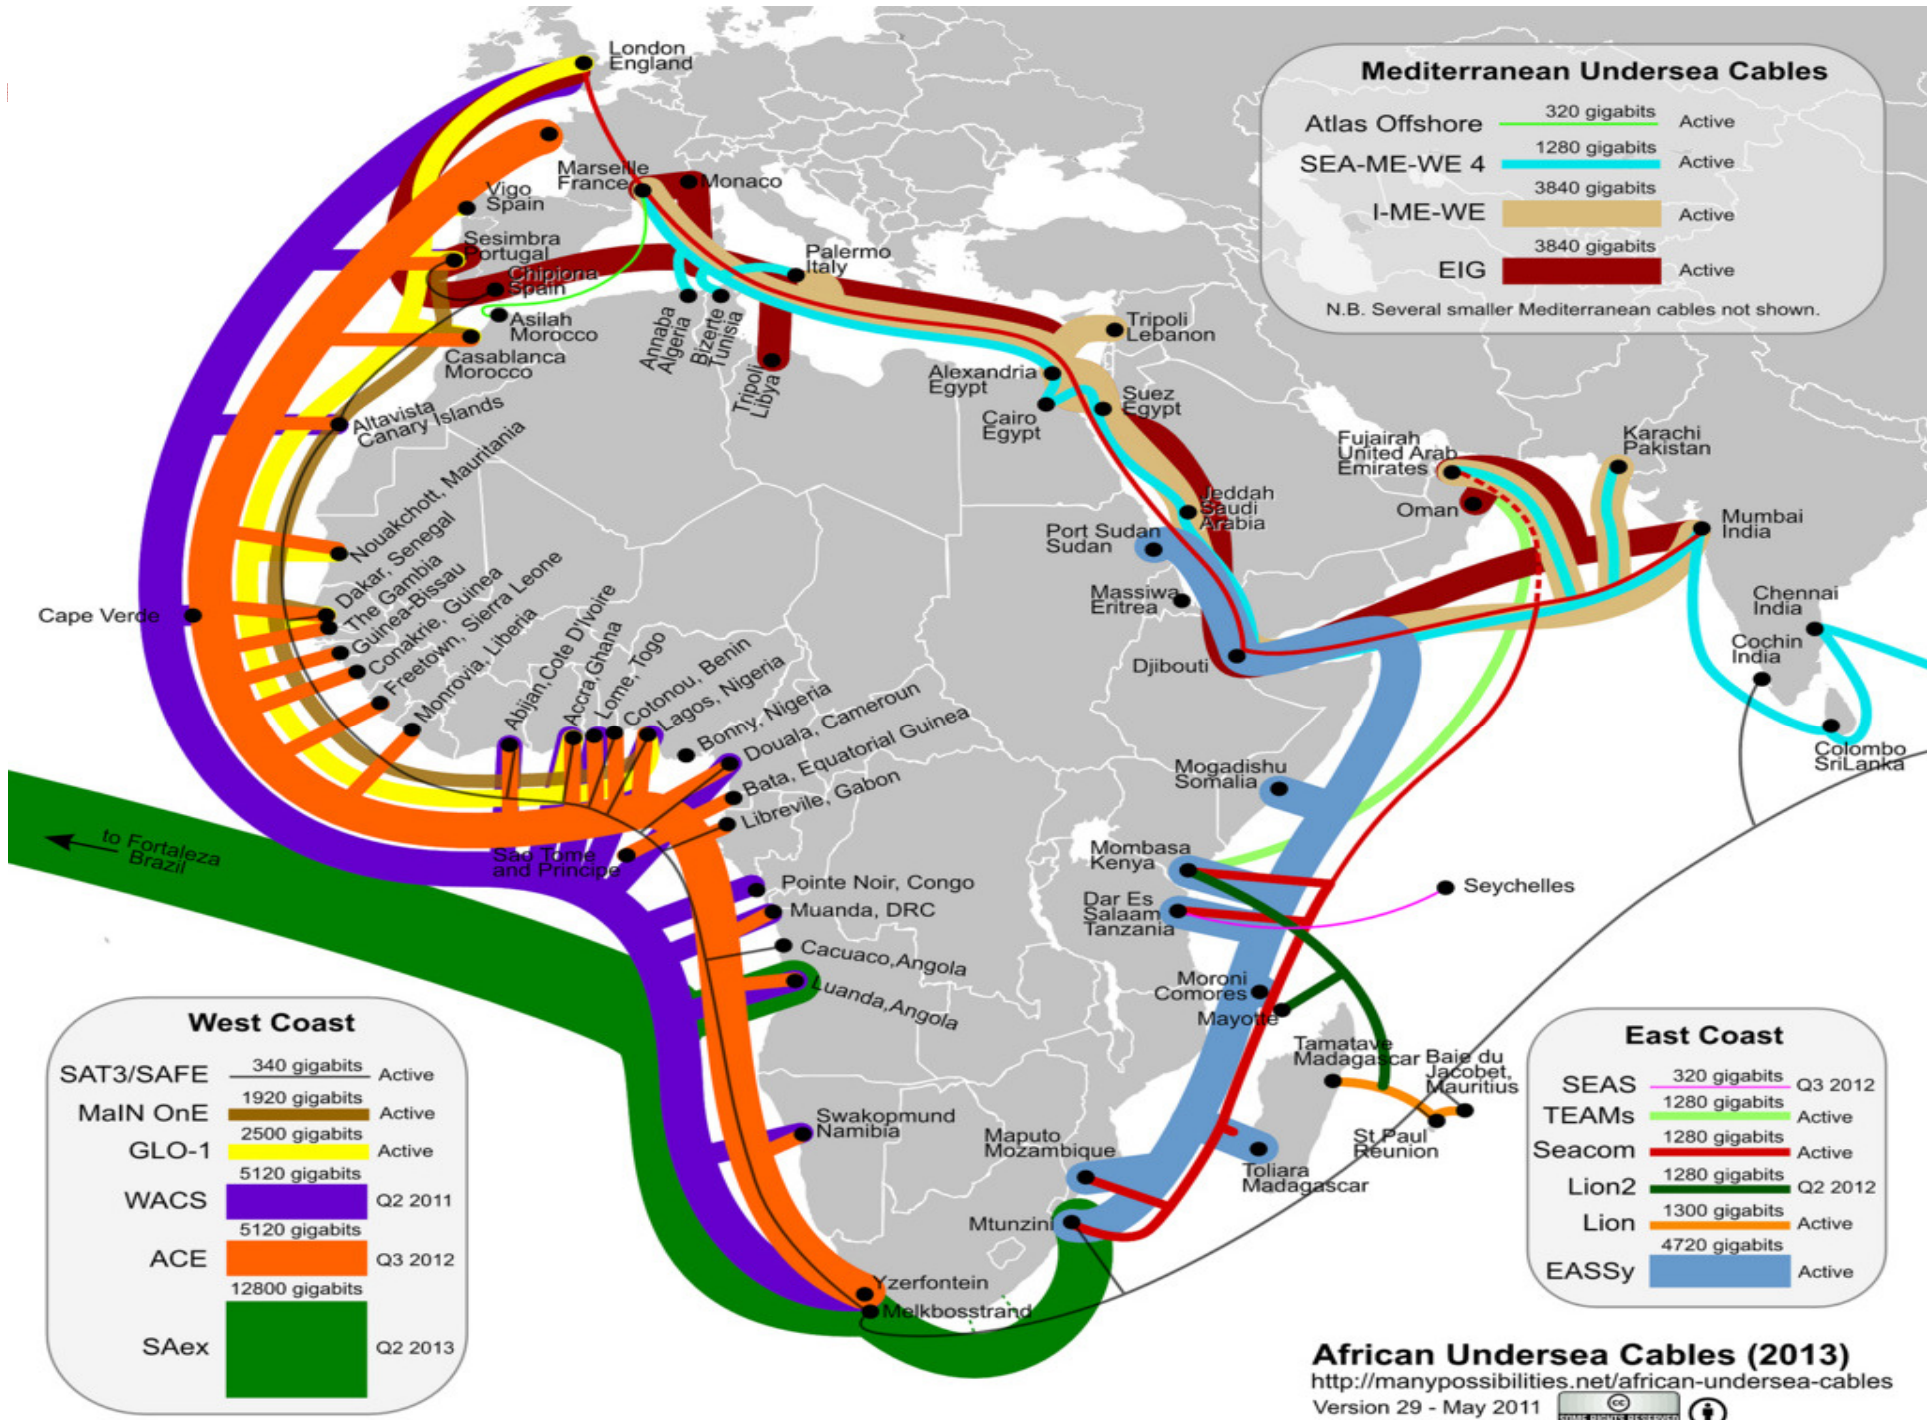 London
England
Marseille
France
Monaco
Vigo
Spain
Sesimbra
Portugal
Chipiona
Spain
Palermo
Italy
Asilah
Morocco
Casablanca
Morocco
Annaba
Algeria
Bizerte
Tunisia
Tripoli
Libya
Tripoli
Lebanon
Alexandria
Egypt
Cairo
Egypt
Suez
Egypt
Altavista
Canary Islands
Fujairah
United Arab
Emirates
Karachi
Pakistan
Oman
Mumbai
India
Jeddah
Saudi
Arabia
Port Sudan
Sudan
Massiwa
Eritrea
Djibouti
Chennai
India
Cochin
India
Colombo
SriLanka
Cape Verde
Nouakchott, Mauritania
Dakar, Senegal
The Gambia
Guinea-Bissau
Conakrie, Guinea
Freetown, Sierra Leone
Monrovia, Liberia
Abijan,Cote D'Ivoire
Accra,Ghana
Lome, Togo
Cotonou, Benin
Lagos, Nigeria
Bonny, Nigeria
Douala, Cameroun
Bata, Equatorial Guinea
Librevile, Gabon
Sao Tome
and Principe
Pointe Noir, Congo
Muanda, DRC
Cacuaco,Angola
Luanda,Angola
Swakopmund
Namibia
Yzerfontein
Melkbosstrand
to Fortaleza
Brazil
Mogadishu
Somalia
Mombasa
Kenya
Dar Es
Salaam
Tanzania
Seychelles
Moroni
Comores
Mayotte
Tamatave
Madagascar
Baie du
Jacobet,
Mauritius
St Paul
Reunion
Toliara
Madagascar
Maputo
Mozambique
Mtunzini
Mediterranean Undersea Cables
Atlas Offshore 320 gigabits Active
SEA-ME-WE 4 1280 gigabits Active
I-ME-WE 3840 gigabits Active
EIG 3840 gigabits Active
N.B. Several smaller Mediterranean cables not shown.
West Coast
SAT3/SAFE 340 gigabits Active
MaIN OnE 1920 gigabits Active
GLO-1 2500 gigabits Active
WACS 5120 gigabits Q2 2011
ACE 5120 gigabits Q3 2012
SAex 12800 gigabits Q2 2013
East Coast
SEAS 320 gigabits Q3 2012
TEAMs 1280 gigabits Active
Seacom 1280 gigabits Active
Lion2 1280 gigabits Q2 2012
Lion 1300 gigabits Active
EASSy 4720 gigabits Active
African Undersea Cables (2013)
http://manypossibilities.net/african-undersea-cables
Version 29 - May 2011
cc
SOME RIGHTS RESERVED